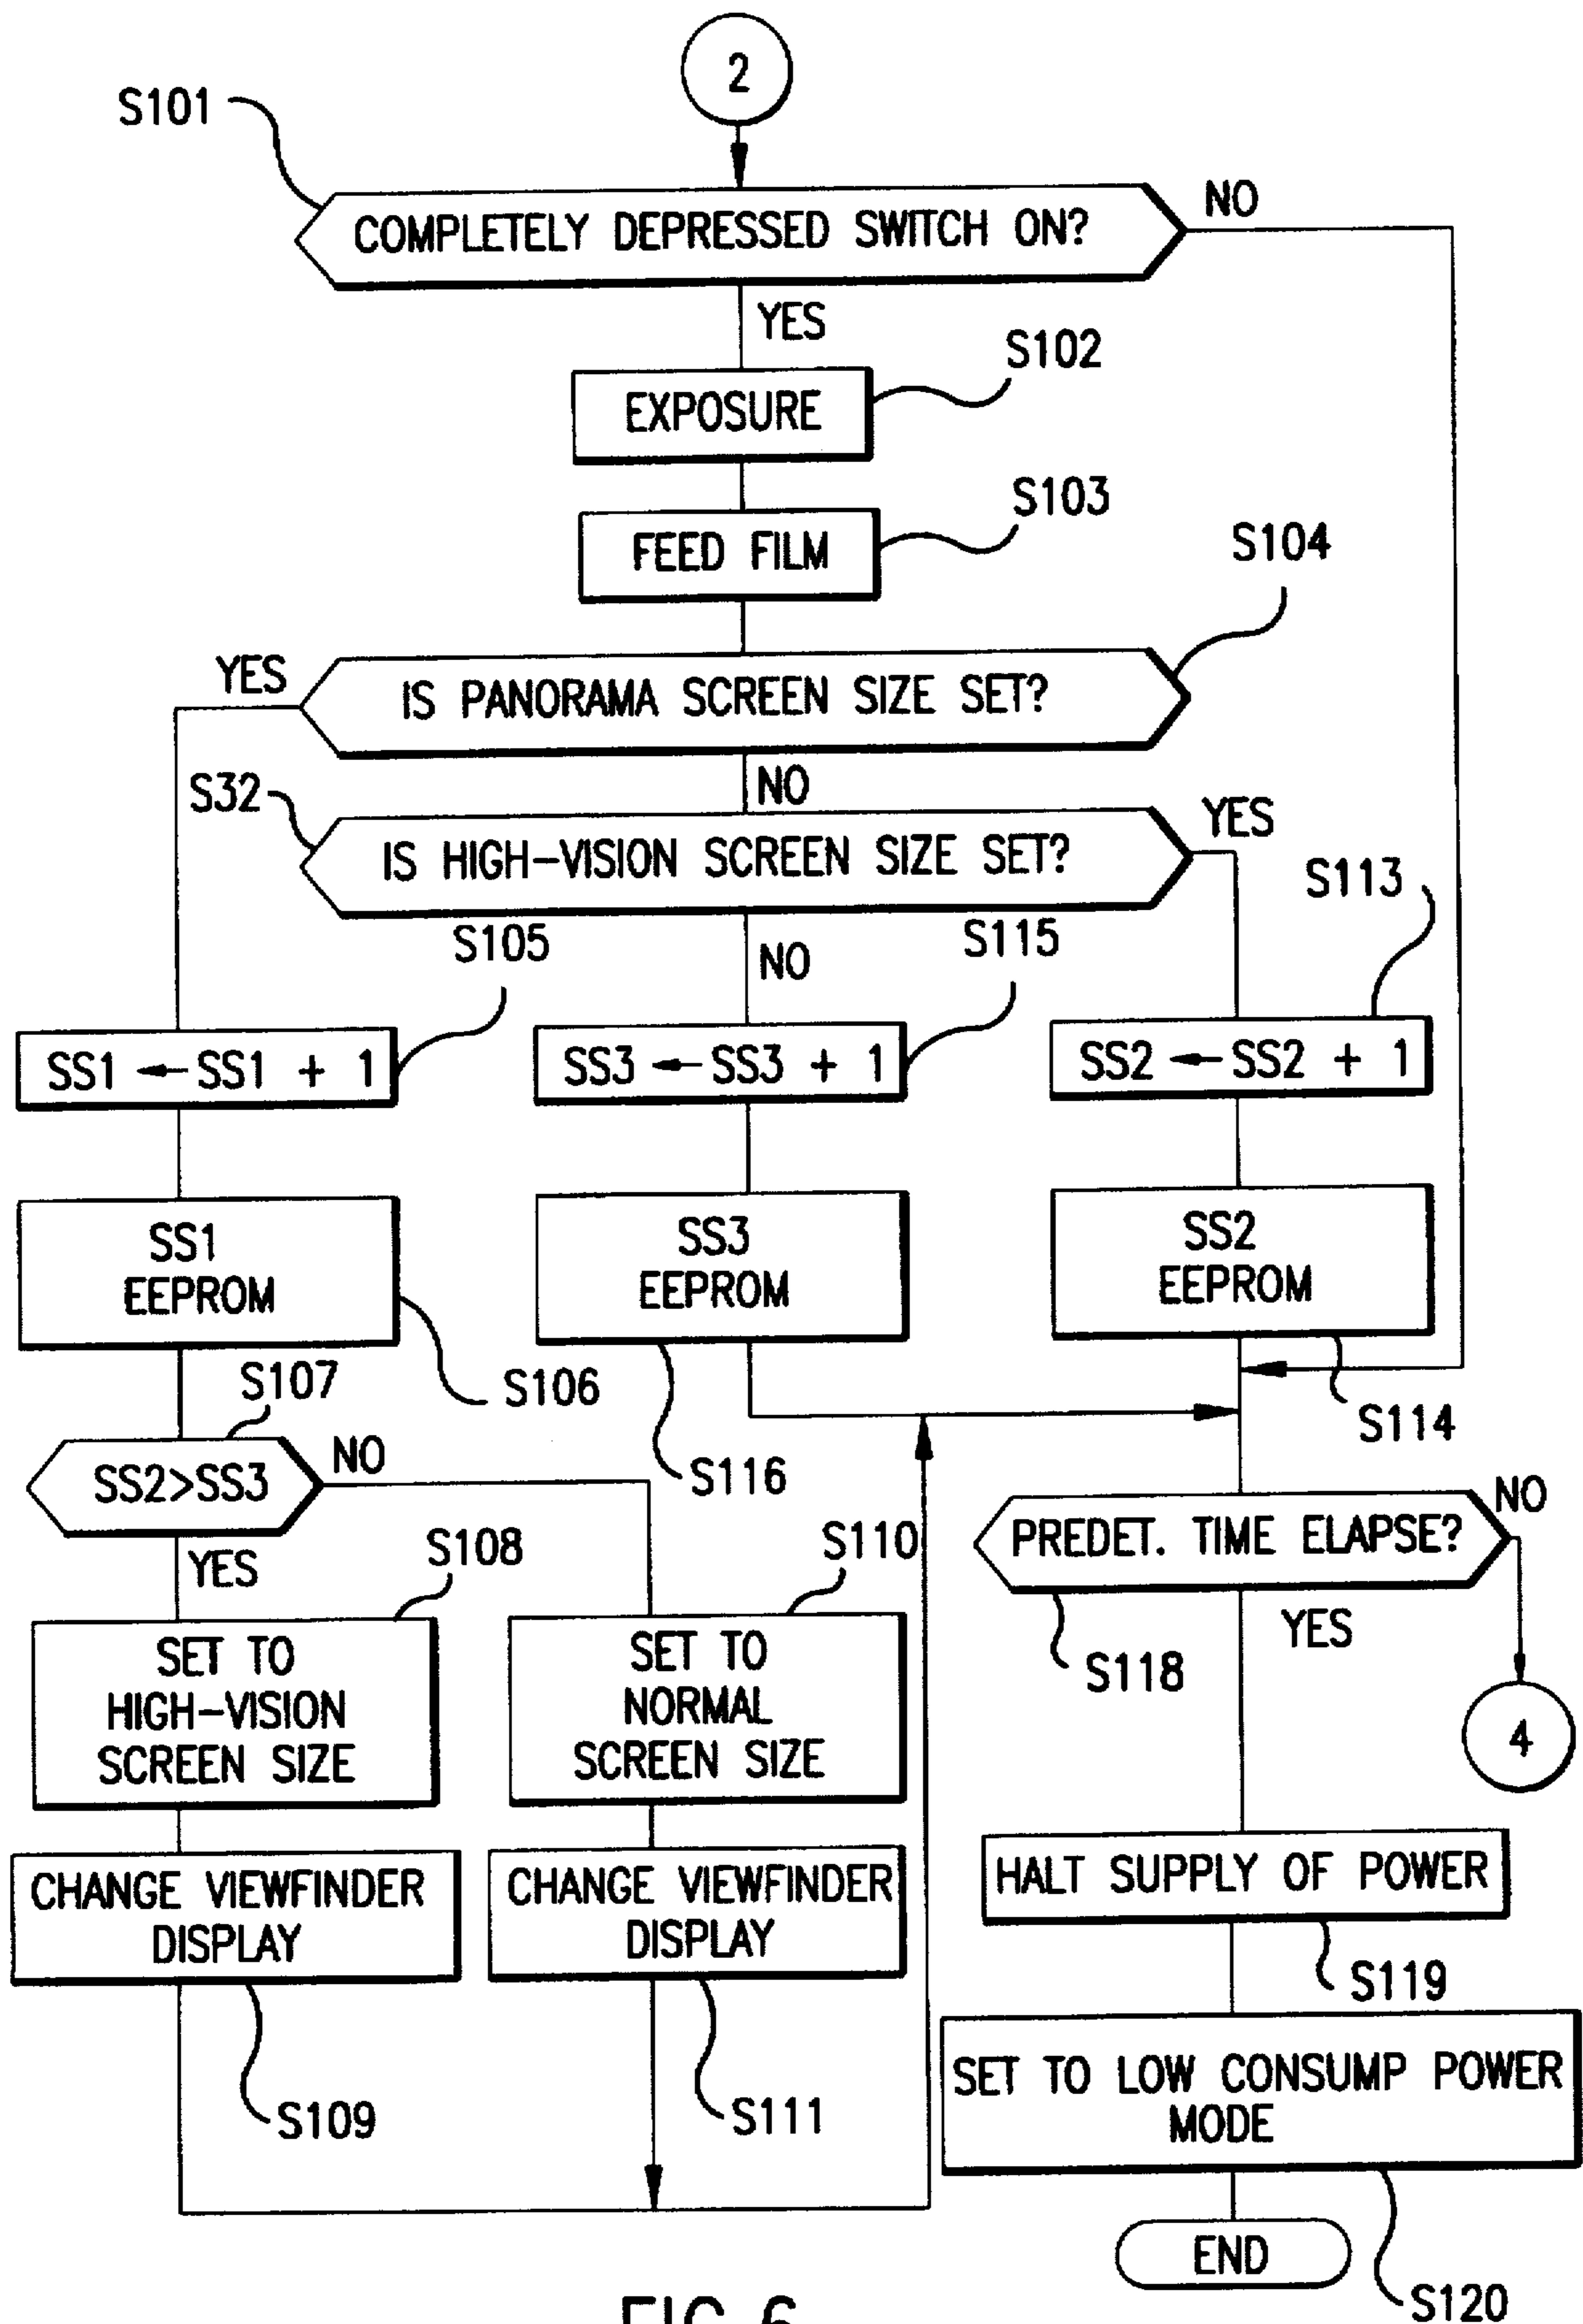 2
S101
COMPLETELY DEPRESSED SWITCH ON?
NO
YES
S102
EXPOSURE
S103
FEED FILM
S104
YES
IS PANORAMA SCREEN SIZE SET?
NO
S32
YES
IS HIGH-VISION SCREEN SIZE SET?
S113
S105
NO
S115
SS1 ← SS1 + 1
SS3 ← SS3 + 1
SS2 ← SS2 + 1
SS1
EEPROM
SS3
EEPROM
SS2
EEPROM
S106
S107
S114
SS2>SS3
NO
S116
PREDET. TIME ELAPSE?
NO
YES
S108
S110
YES
S118
SET TO
HIGH-VISION
SCREEN SIZE
SET TO
NORMAL
SCREEN SIZE
4
CHANGE VIEWFINDER
DISPLAY
CHANGE VIEWFINDER
DISPLAY
HALT SUPPLY OF POWER
S119
S109
S111
SET TO LOW CONSUMP POWER
MODE
END
S120
FIG. 6